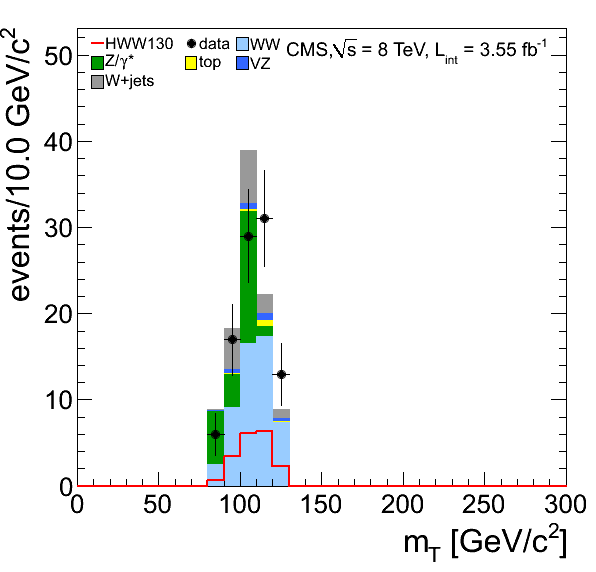 HWW130 data WW CMS,√s = 8 TeV, L_int = 3.55 fb⁻¹
Z/γ* top VZ
W+jets
events/10.0 GeV/c²
50
40
30
20
10
0
0 50 100 150 200 250 300
m_T [GeV/c²]